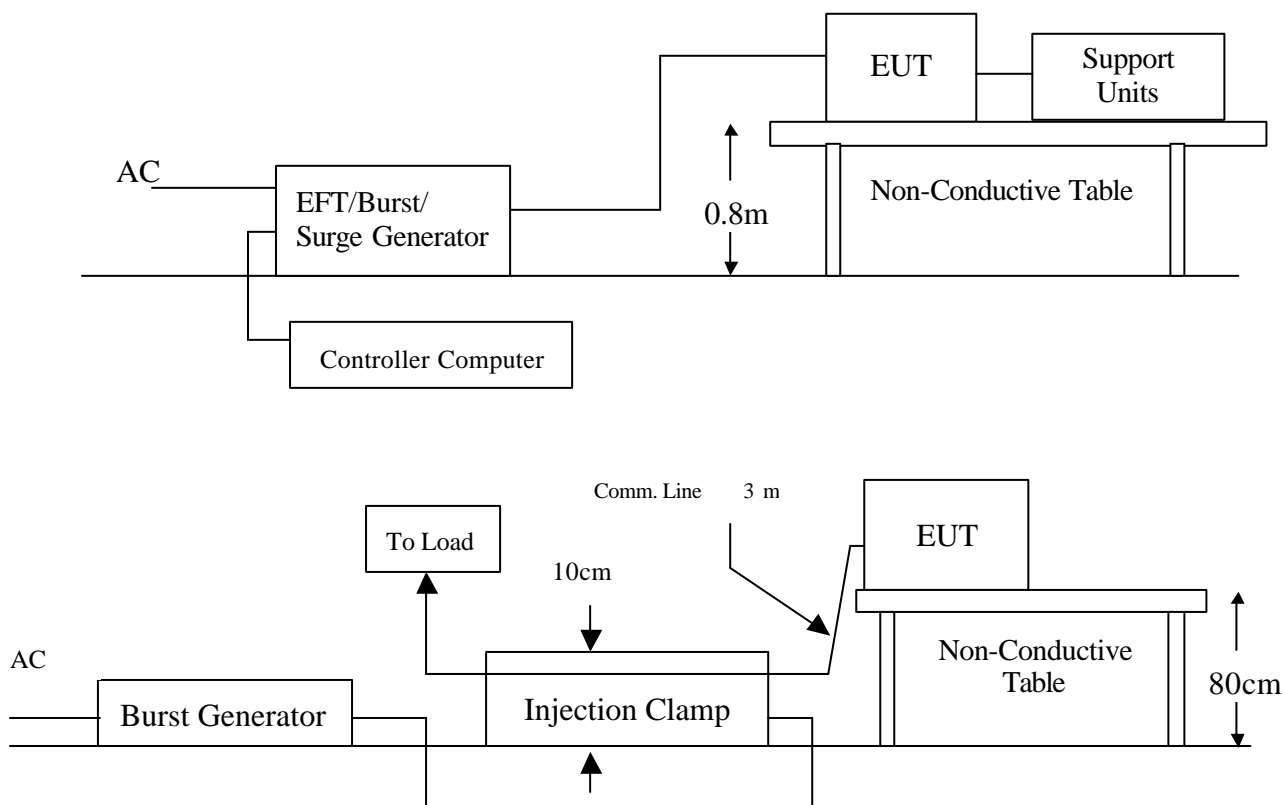 EUT
Support
Units
AC
EFT/Burst/
Surge Generator
0.8m
Non-Conductive Table
Controller Computer
Comm. Line 3 m
To Load
10cm
EUT
AC
Burst Generator
Injection Clamp
Non-Conductive
Table
80cm